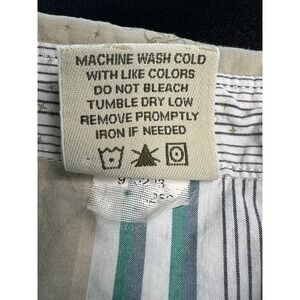 MACHINE WASH COLD
WITH LIKE COLORS
DO NOT BLEACH
TUMBLE DRY LOW
REMOVE PROMPTLY
IRON IF NEEDED